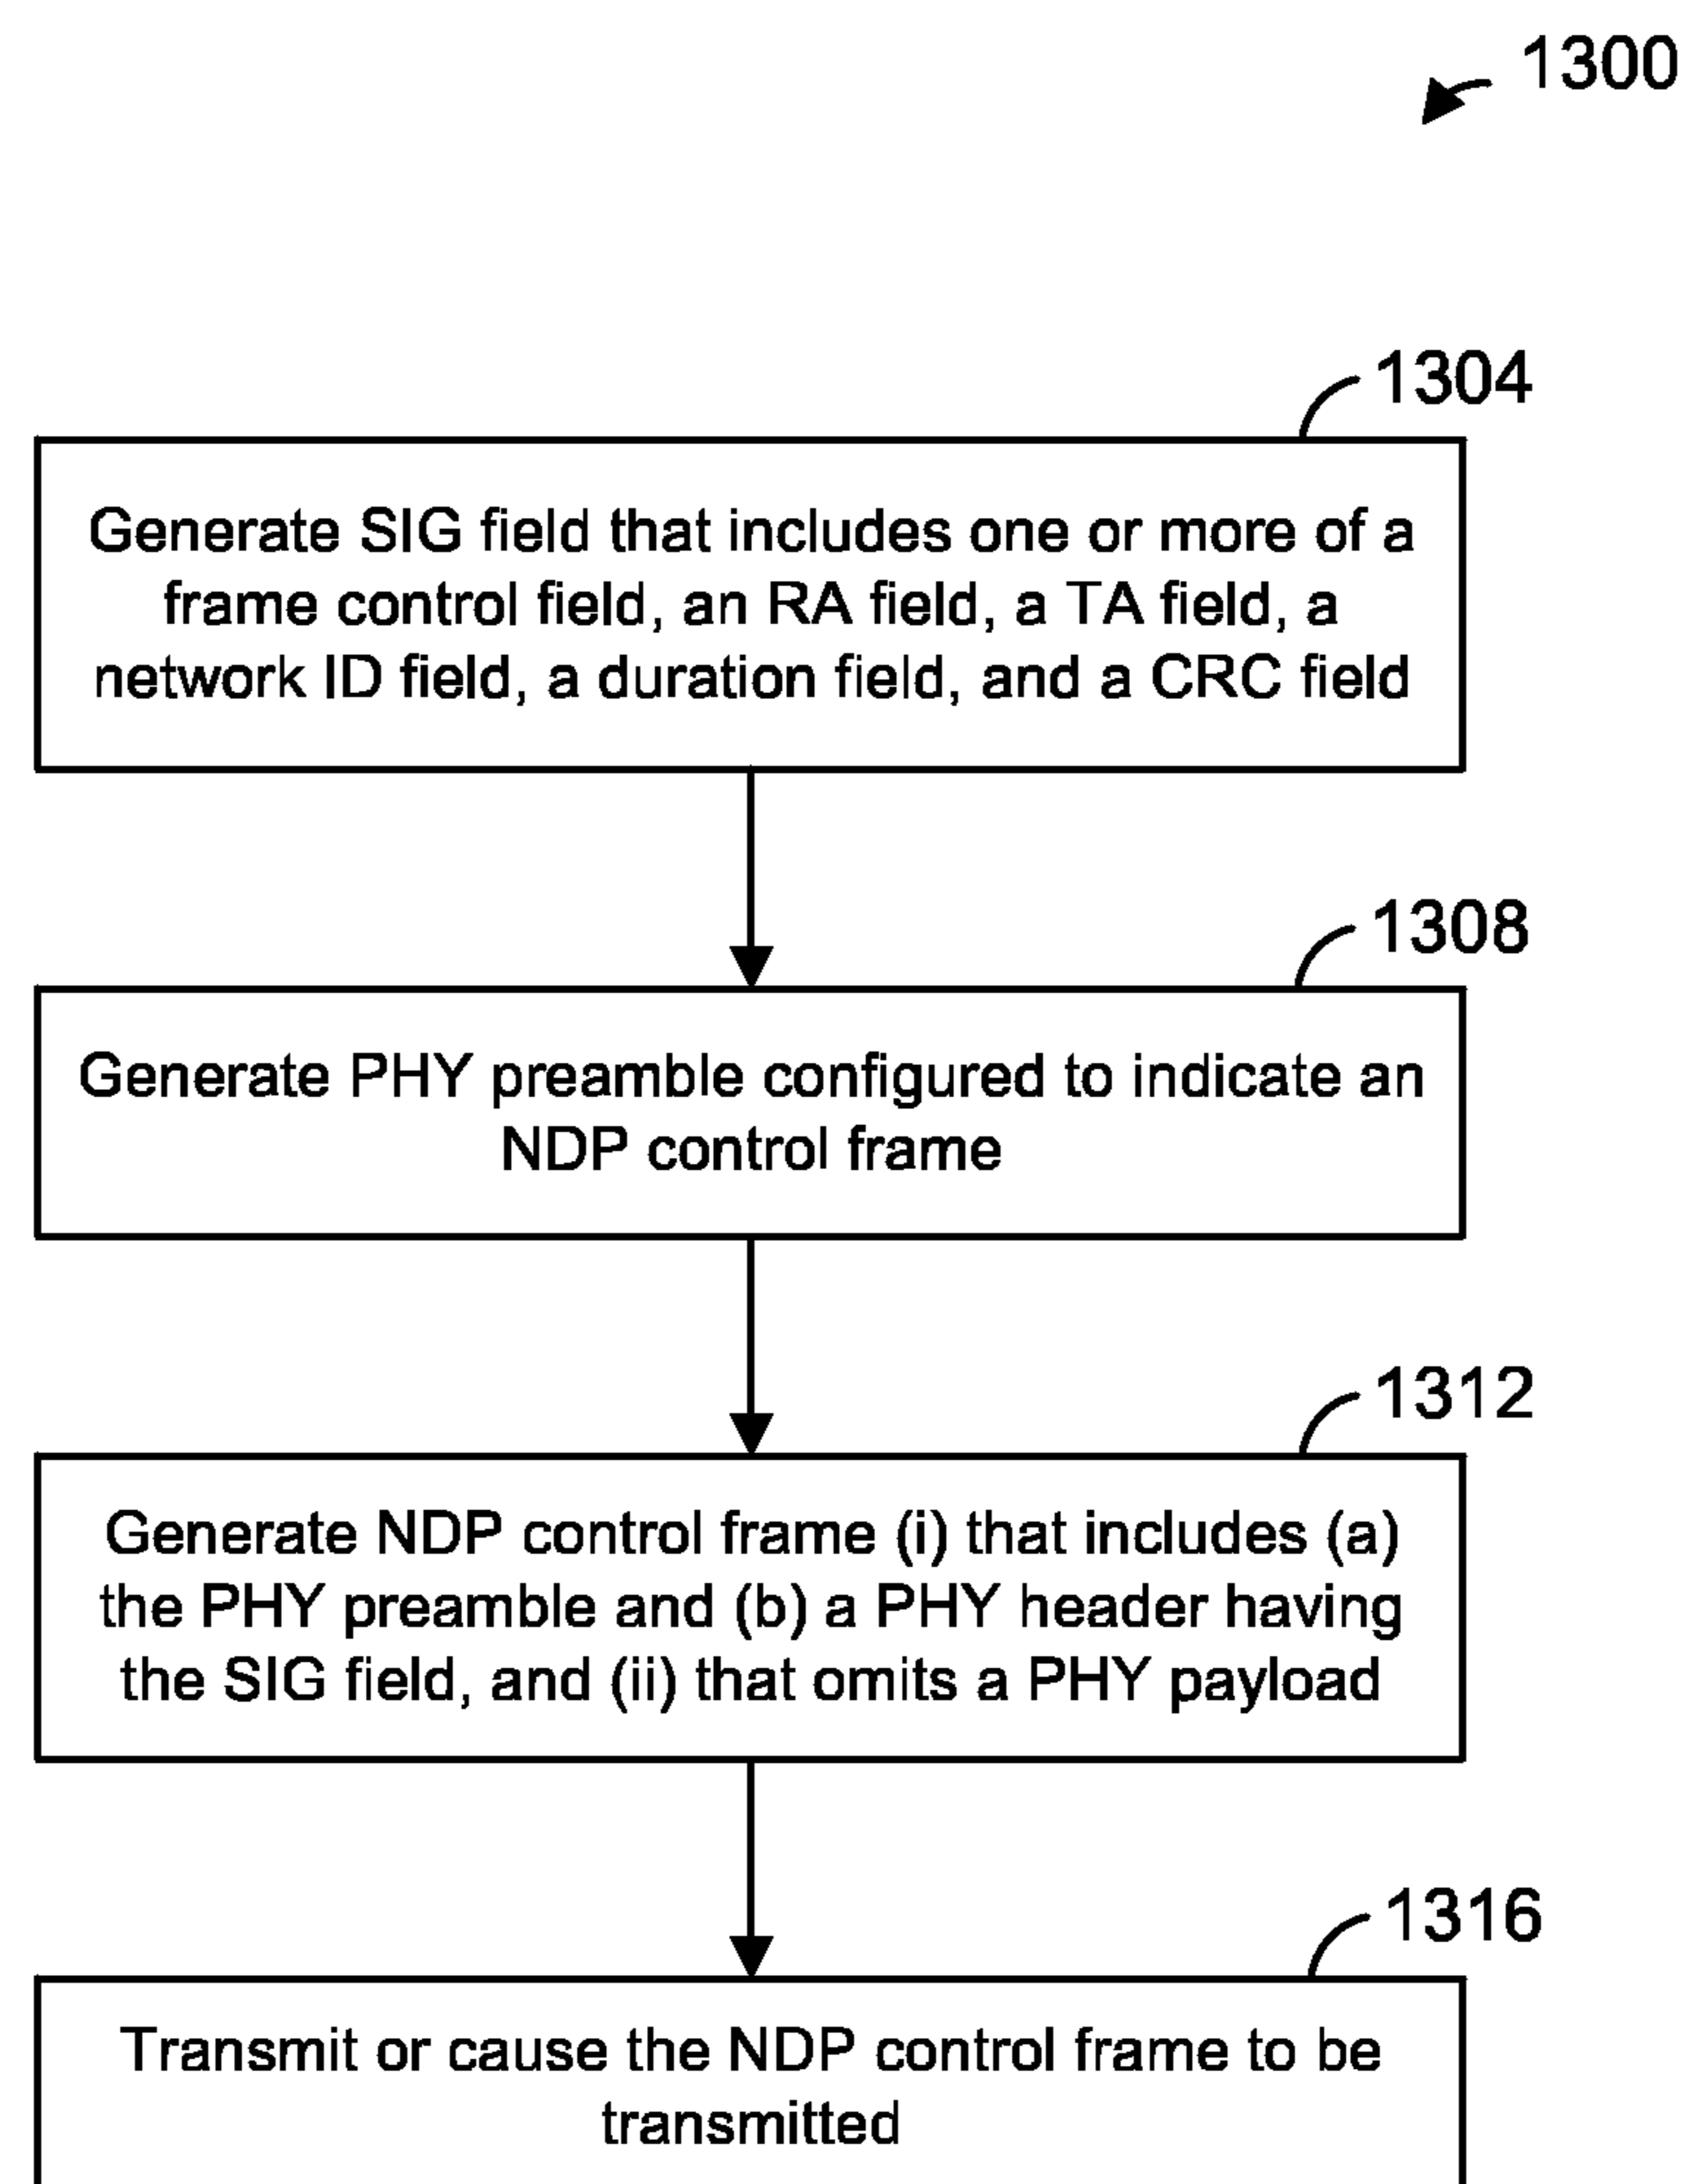 1300
1304
Generate SIG field that includes one or more of a
frame control field, an RA field, a TA field, a
network ID field, a duration field, and a CRC field
1308
Generate PHY preamble configured to indicate an
NDP control frame
1312
Generate NDP control frame (i) that includes (a)
the PHY preamble and (b) a PHY header having
the SIG field, and (ii) that omits a PHY payload
1316
Transmit or cause the NDP control frame to be
transmitted